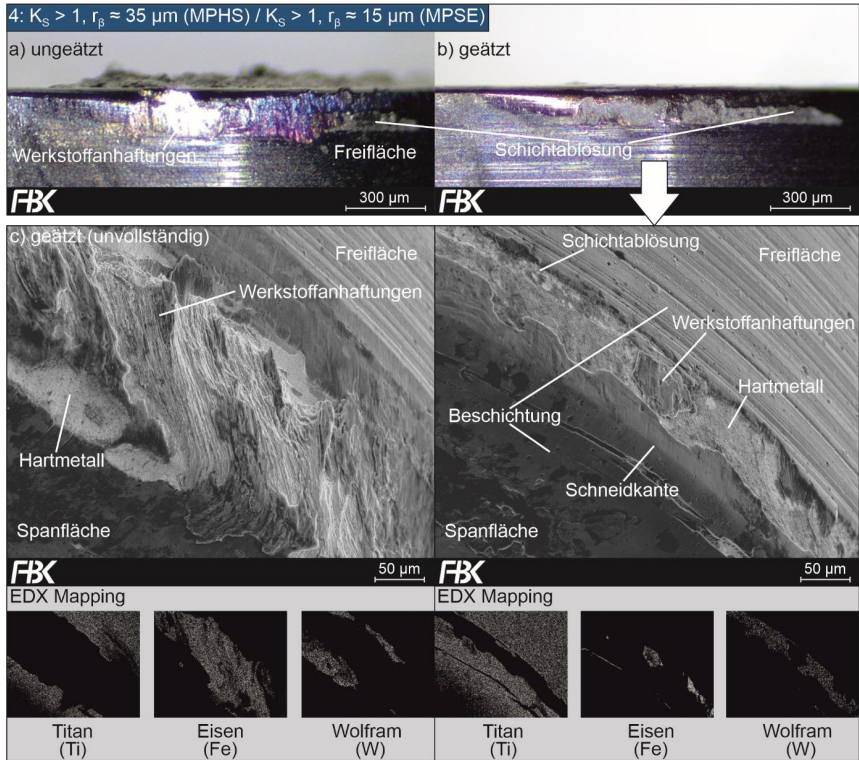 4: K_S > 1, r_β ≈ 35 µm (MPHS) / K_S > 1, r_β ≈ 15 µm (MPSE)
a) ungeätzt
Werkstoffanhaftungen
Freifläche
FBK
300 µm
b) geätzt
Schichtablösung
300 µm
c) geätzt (unvollständig)
Freifläche
Werkstoffanhaftungen
Hartmetall
Spanfläche
FBK
50 µm
Schichtablösung
Freifläche
Werkstoffanhaftungen
Hartmetall
Beschichtung
Schneidkante
Spanfläche
FBK
50 µm
EDX Mapping
Titan
(Ti)
Eisen
(Fe)
Wolfram
(W)
EDX Mapping
Titan
(Ti)
Eisen
(Fe)
Wolfram
(W)